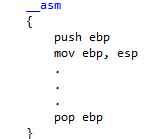 __asm
{
push ebp
mov ebp, esp
.
.
.
pop ebp
}